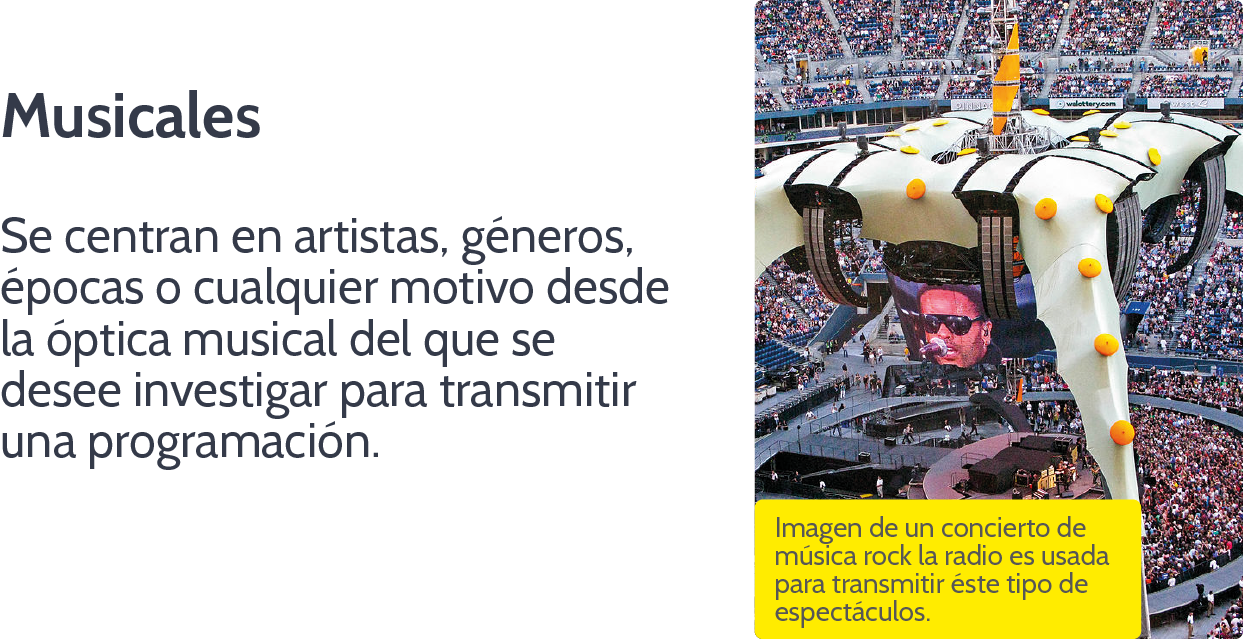 Musicales
Se centran en artistas, géneros,
épocas o cualquier motivo desde
la óptica musical del que se
desee investigar para transmitir
una programación.
walottery.com
Imagen de un concierto de
música rock la radio es usada
para transmitir éste tipo de
espectáculos.